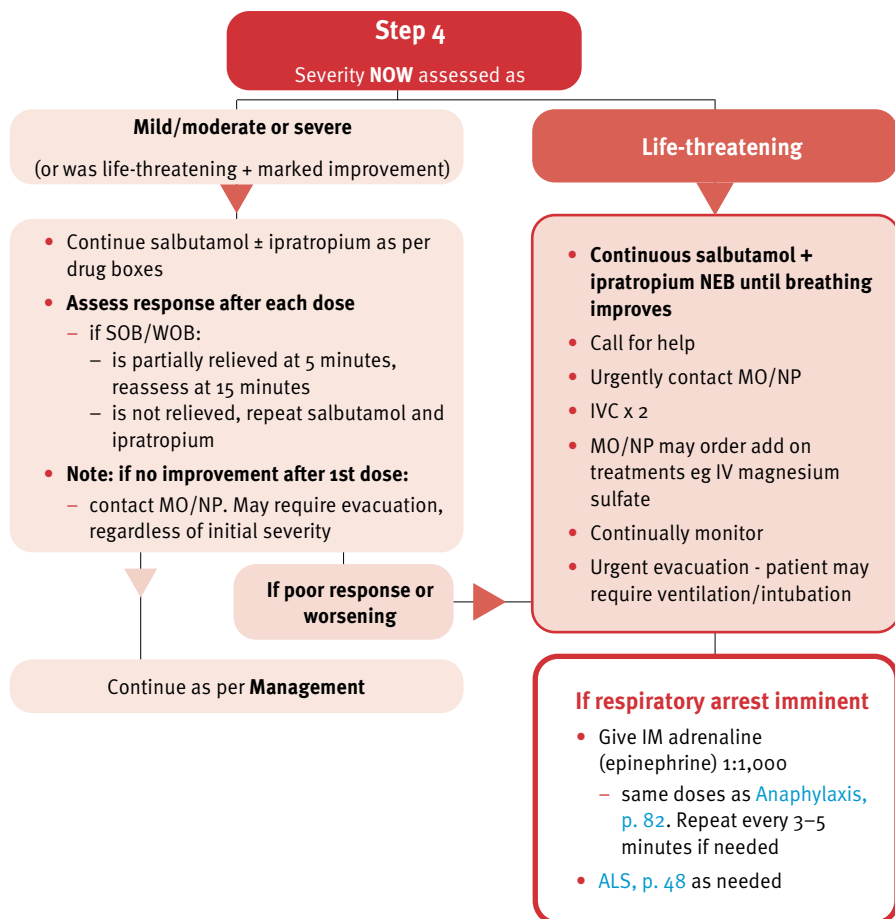 Step 4
Severity NOW assessed as
Mild/moderate or severe
(or was life-threatening + marked improvement)
• Continue salbutamol ± ipratropium as per
drug boxes
• Assess response after each dose
– if SOB/WOB:
– is partially relieved at 5 minutes,
reassess at 15 minutes
– is not relieved, repeat salbutamol and
ipratropium
• Note: if no improvement after 1st dose:
– contact MO/NP. May require evacuation,
regardless of initial severity
If poor response or
worsening
Continue as per Management
Life-threatening
• Continuous salbutamol +
ipratropium NEB until breathing
improves
• Call for help
• Urgently contact MO/NP
• IVC x 2
• MO/NP may order add on
treatments eg IV magnesium
sulfate
• Continually monitor
• Urgent evacuation - patient may
require ventilation/intubation
If respiratory arrest imminent
• Give IM adrenaline
(epinephrine) 1:1,000
– same doses as Anaphylaxis,
p. 82. Repeat every 3–5
minutes if needed
• ALS, p. 48 as needed